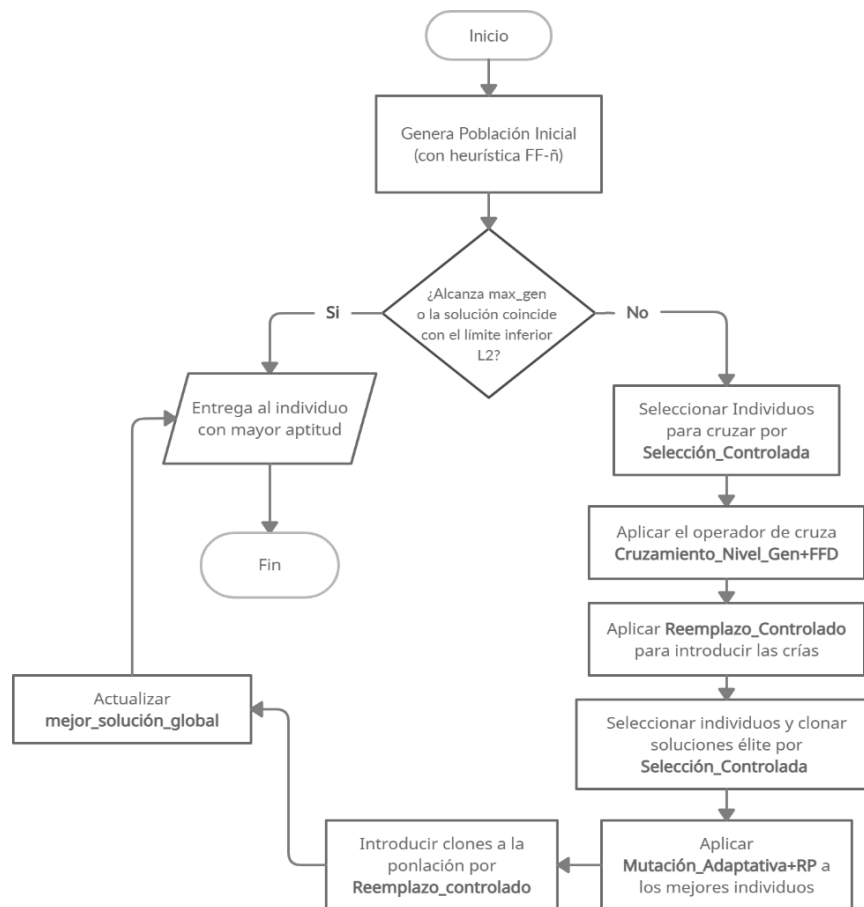 Inicio
Genera Población Inicial
(con heurística FF-ñ)
¿Alcanza max_gen
o la solución coincide
con el límite inferior
L2?
Si
No
Entrega al individuo
con mayor aptitud
Fin
Seleccionar Individuos
para cruzar por
Selección_Controlada
Aplicar el operador de cruza
Cruzamiento_Nivel_Gen+FFD
Aplicar Reemplazo_Controlado
para introducir las crías
Seleccionar individuos y clonar
soluciones élite por
Selección_Controlada
Aplicar
Mutación_Adaptativa+RP a
los mejores individuos
Introducir clones a la
ponlación por
Reemplazo_controlado
Actualizar
mejor_solución_global